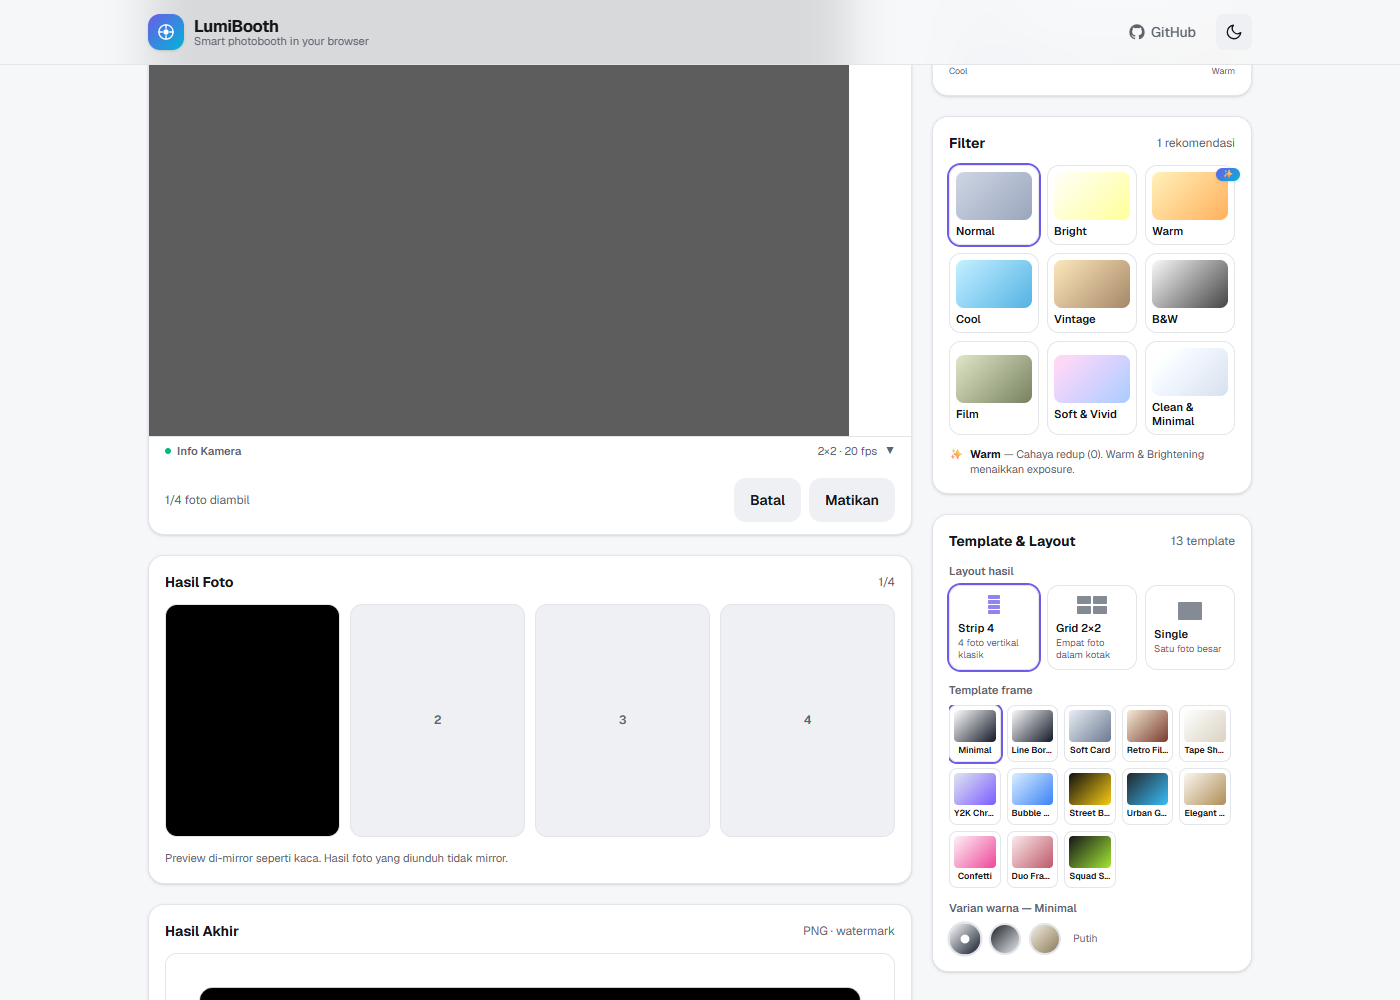 LumiBooth
Smart photobooth in your browser
GitHub
Info Kamera
2×2 · 20 fps ▼
1/4 foto diambil
Batal
Matikan
Hasil Foto
1/4
2
3
4
Preview di-mirror seperti kaca. Hasil foto yang diunduh tidak mirror.
Hasil Akhir
PNG · watermark
Cool
Warm
Filter
1 rekomendasi
Normal
Bright
Warm
Cool
Vintage
B&W
Film
Soft & Vivid
Clean &
Minimal
✨ Warm — Cahaya redup (0). Warm & Brightening
menaikkan exposure.
Template & Layout
13 template
Layout hasil
Strip 4
4 foto vertikal
klasik
Grid 2×2
Empat foto
dalam kotak
Single
Satu foto besar
Template frame
Minimal
Line Bor...
Soft Card
Retro Fil...
Tape Sh...
Y2K Chr...
Bubble ...
Street B...
Urban G...
Elegant ...
Confetti
Duo Fra...
Squad S...
Varian warna — Minimal
Putih